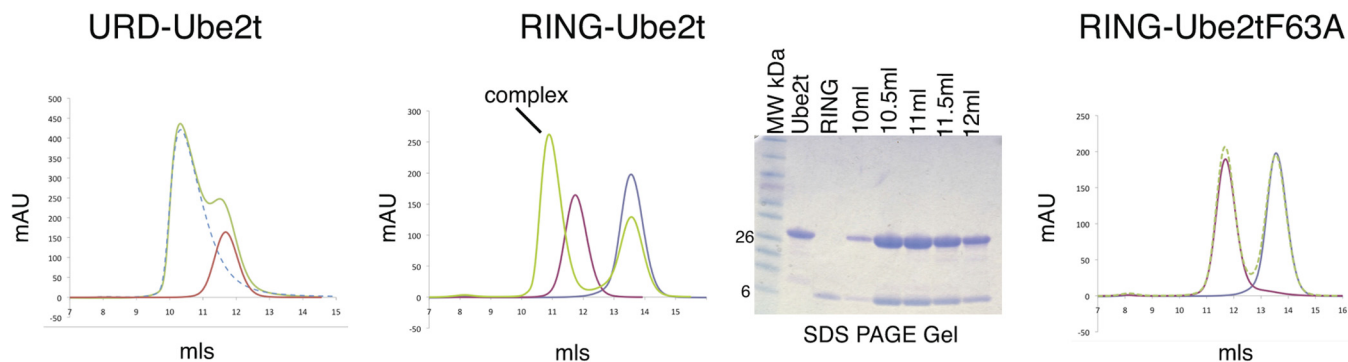 URD-Ube2t
RING-Ube2t
RING-Ube2tF63A
500
450
400
350
300
250
200
150
100
50
0
-50
7 8 9 10 11 12 13 14 15
mAU
mls
complex
300
250
200
150
100
50
0
-50
7 8 9 10 11 12 13 14 15
mAU
mls
MW kDa
Ube2t
RING
10ml
10.5ml
11ml
11.5ml
12ml
26
6
SDS PAGE Gel
250
200
150
100
50
0
-50
7 8 9 10 11 12 13 14 15 16
mAU
mls